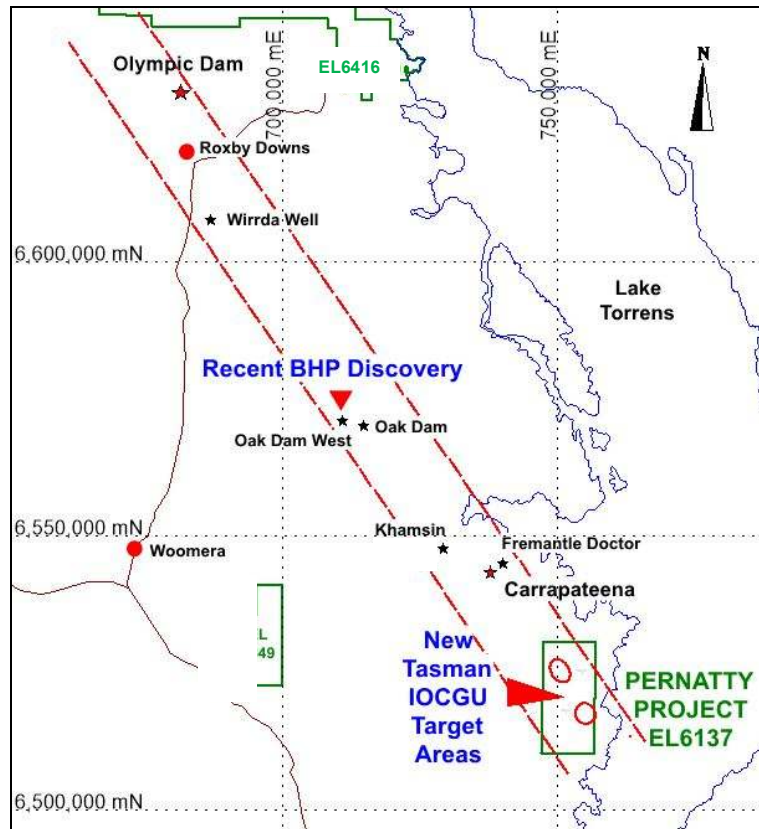 Olympic Dam
EL6416
700,000 mE
750,000 mE
N
Roxby Downs
Wirrda Well
6,600,000 mN
Lake
Torrens
Recent BHP Discovery
Oak Dam West
Oak Dam
6,550,000 mN
Khamsin
Woomera
Fremantle Doctor
Carrapateena
L
49
New
Tasman
IOCGU
Target
Areas
PERNATTY
PROJECT
EL6137
6,500,000 mN